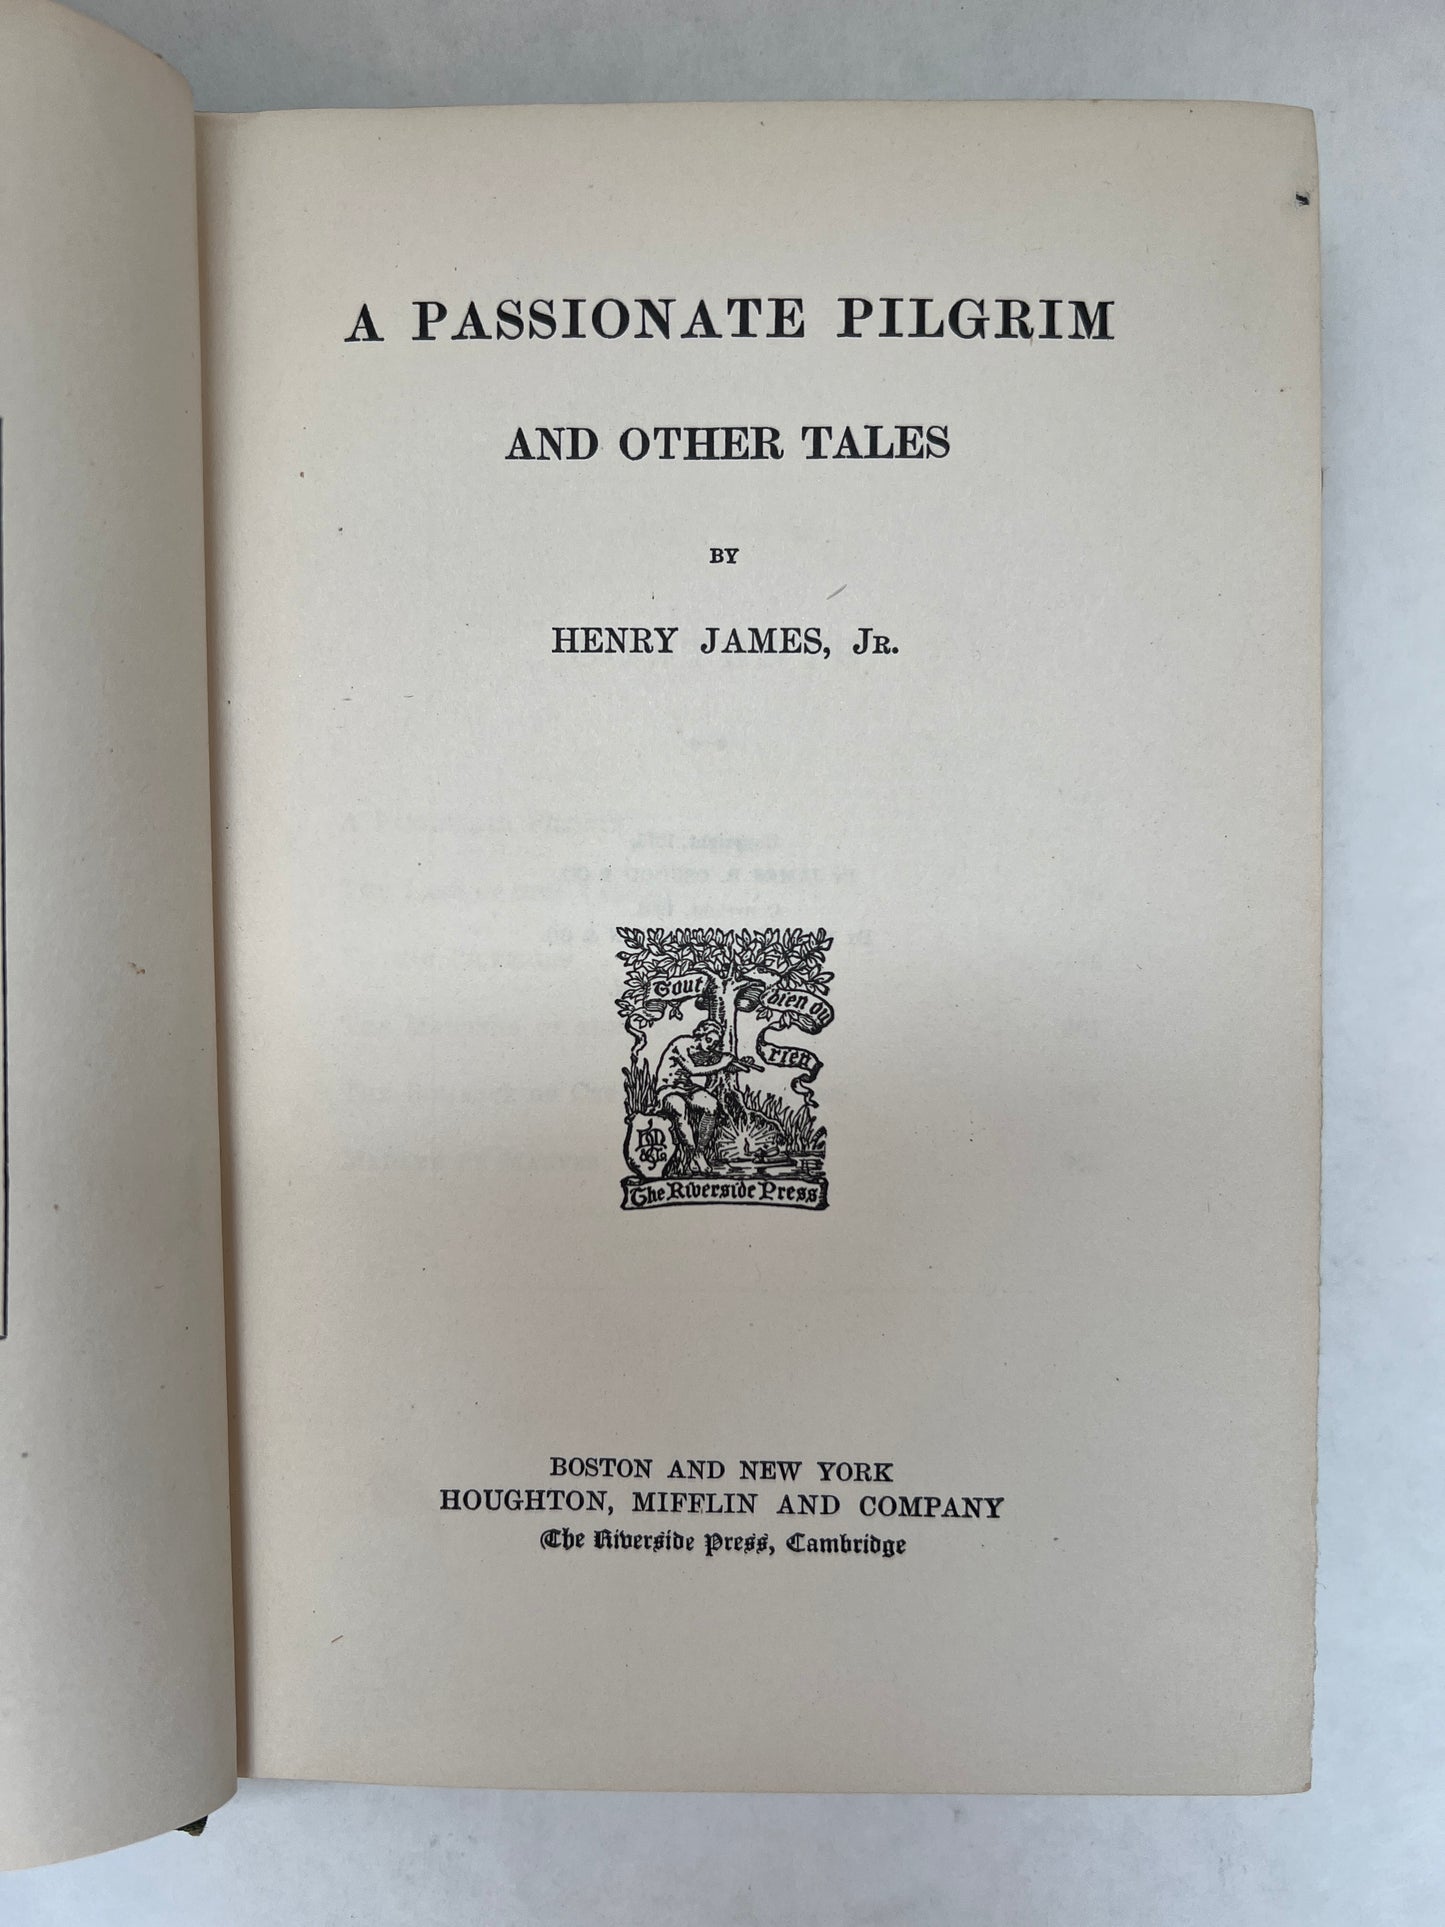 A PASSIONATE PILGRIM
AND OTHER TALES
BY
HENRY JAMES, JR.
Tout
bien ou
rien
The Riverside Press
BOSTON AND NEW YORK
HOUGHTON, MIFFLIN AND COMPANY
The Riverside Press, Cambridge